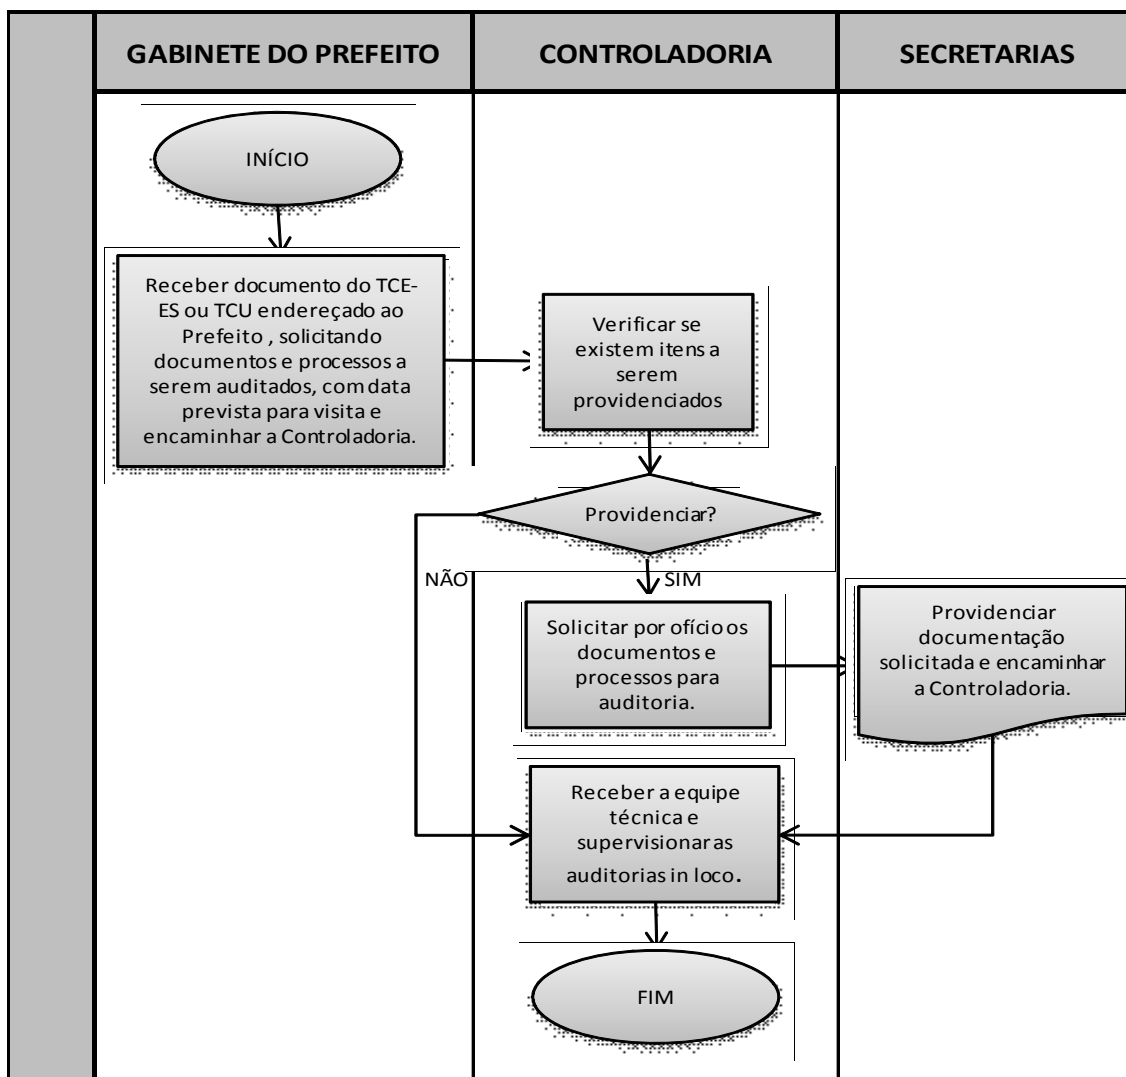 GABINETE DO PREFEITO
CONTROLADORIA
SECRETARIAS
INÍCIO
Receber documento do TCE-
ES ou TCU endereçado ao
Prefeito , solicitando
documentos e processos a
serem auditados, com data
prevista para visita e
encaminhar a Controladoria.
Verificar se
existem itens a
serem
providenciados
Providenciar?
NÃO
SIM
Solicitar por ofício os
documentos e
processos para
auditoria.
Providenciar
documentação
solicitada e encaminhar
a Controladoria.
Receber a equipe
técnica e
supervisionar as
auditorias in loco.
FIM